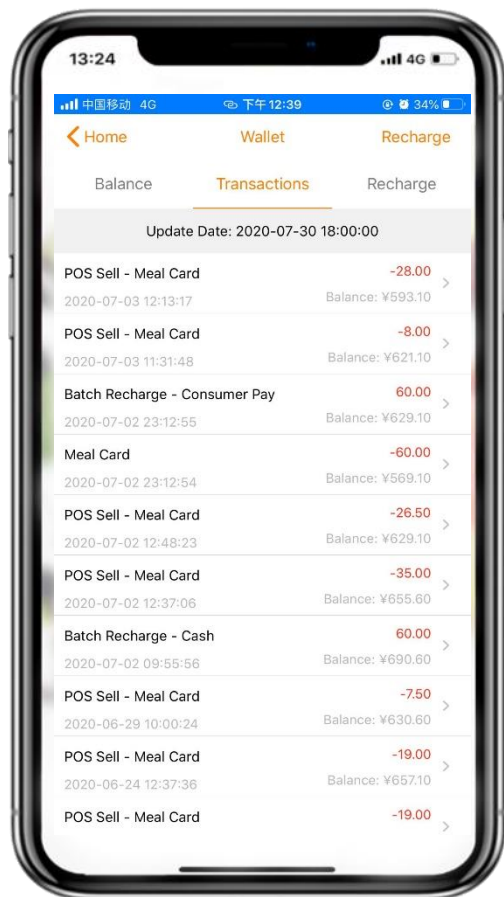 13:24
4G
中国移动 4G
下午12:39
34%
Home
Wallet
Recharge
Balance
Transactions
Recharge
Update Date: 2020-07-30 18:00:00
POS Sell - Meal Card
-28.00
2020-07-03 12:13:17
Balance: ¥593.10
POS Sell - Meal Card
-8.00
2020-07-03 11:31:48
Balance: ¥621.10
Batch Recharge - Consumer Pay
60.00
2020-07-02 23:12:55
Balance: ¥629.10
Meal Card
-60.00
2020-07-02 23:12:54
Balance: ¥569.10
POS Sell - Meal Card
-26.50
2020-07-02 12:48:23
Balance: ¥629.10
POS Sell - Meal Card
-35.00
2020-07-02 12:37:06
Balance: ¥655.60
Batch Recharge - Cash
60.00
2020-07-02 09:55:56
Balance: ¥690.60
POS Sell - Meal Card
-7.50
2020-06-29 10:00:24
Balance: ¥630.60
POS Sell - Meal Card
-19.00
2020-06-24 12:37:36
Balance: ¥657.10
POS Sell - Meal Card
-19.00